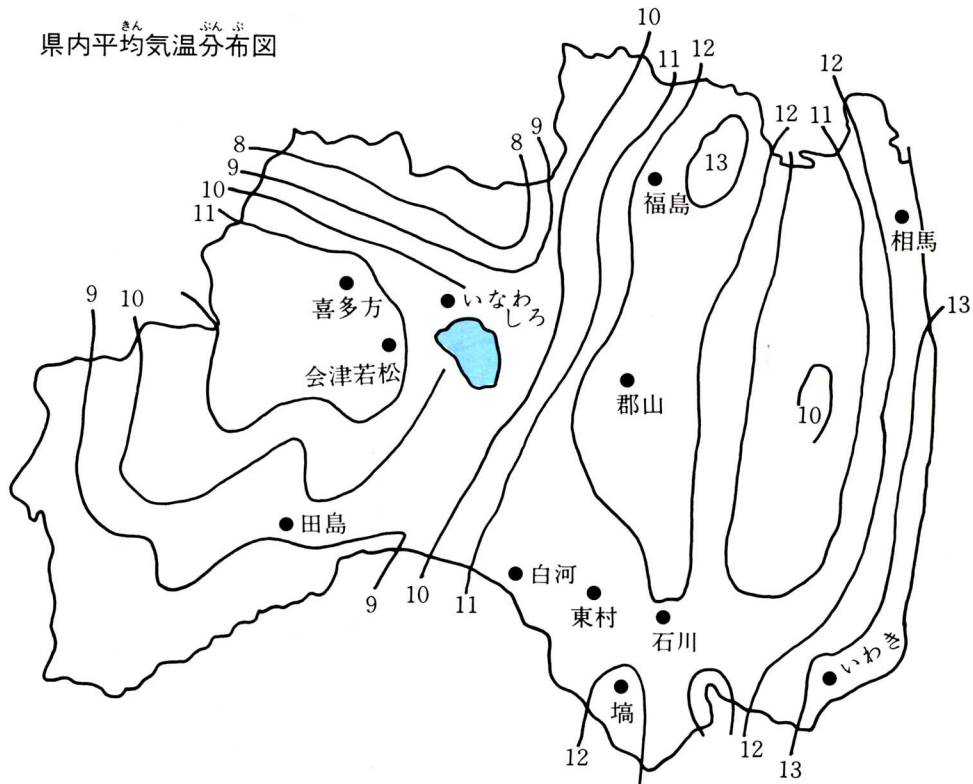 県内平均気温分布図
きん
ぶん
ぷ
10
11
12
12
12
11
8
9
10
11
8
9
13
福島
相馬
喜多方
いなわしろ
会津若松
9
10
13
郡山
10
田島
白河
東村
石川
9
10
11
いわき
塙
12
12
13